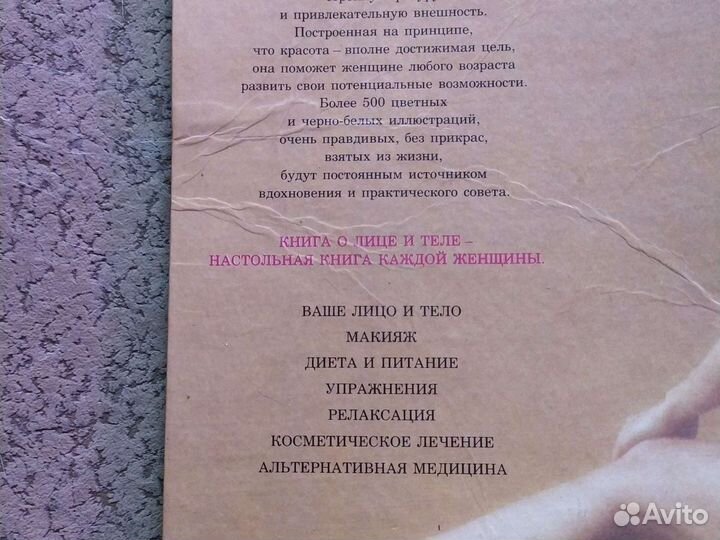 и привлекательную внешность.
Построенная на принципе,
что красота – вполне достижимая цель,
она поможет женщине любого возраста
развить свои потенциальные возможности.
Более 500 цветных
и черно-белых иллюстраций,
очень правдивых, без прикрас,
взятых из жизни,
будут постоянным источником
вдохновения и практического совета.
КНИГА О ЛИЦЕ И ТЕЛЕ –
НАСТОЛЬНАЯ КНИГА КАЖДОЙ ЖЕНЩИНЫ.
ВАШЕ ЛИЦО И ТЕЛО
МАКИЯЖ
ДИЕТА И ПИТАНИЕ
УПРАЖНЕНИЯ
РЕЛАКСАЦИЯ
КОСМЕТИЧЕСКОЕ ЛЕЧЕНИЕ
АЛЬТЕРНАТИВНАЯ МЕДИЦИНА
Avito